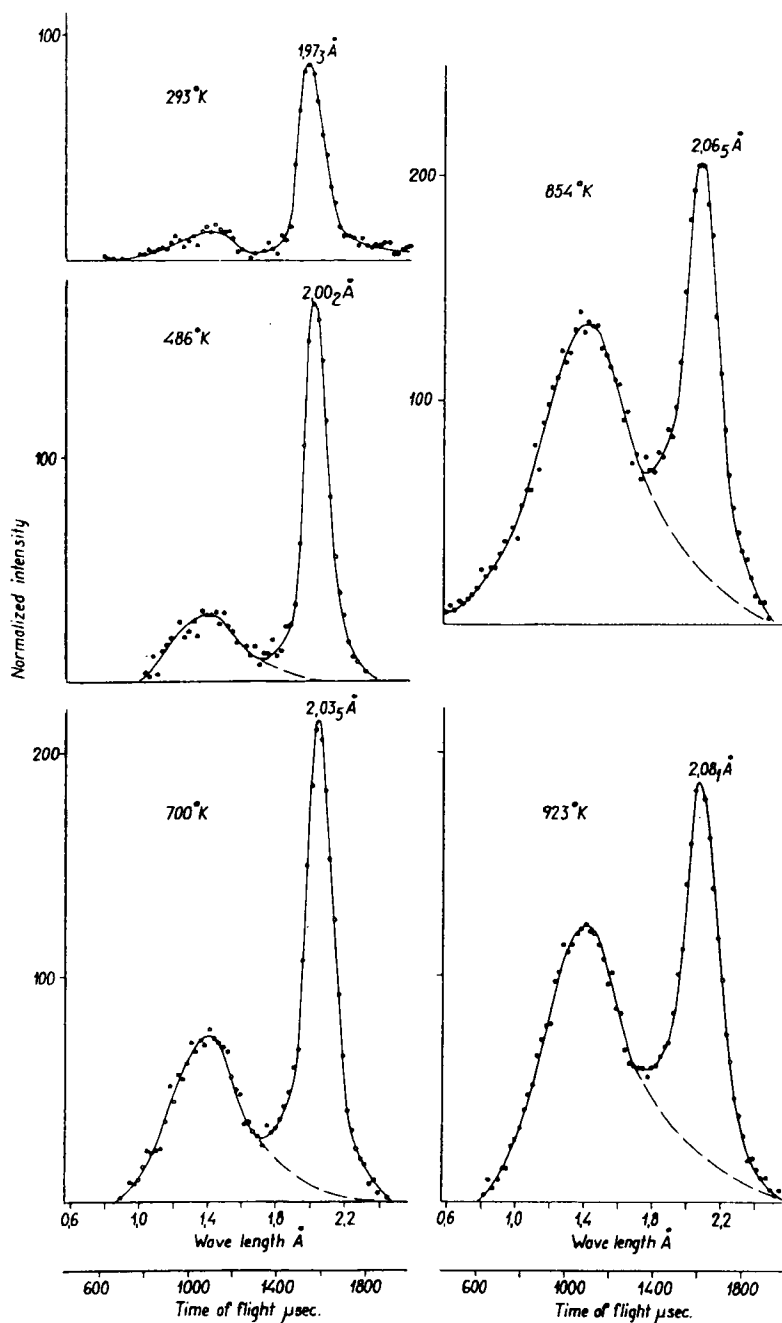 Normalized intensity
100
293°K
1,97₃Å
486°K
2,00₂Å
100
700°K
2,03₅Å
200
100
0,6 1,0 1,4 1,8 2,2
Wave length Å
600 1000 1400 1800
Time of flight μsec.
854°K
2,06₅Å
200
100
923°K
2,08₁Å
0,6 1,0 1,4 1,8 2,2
Wave length Å
600 1000 1400 1800
Time of flight μsec.